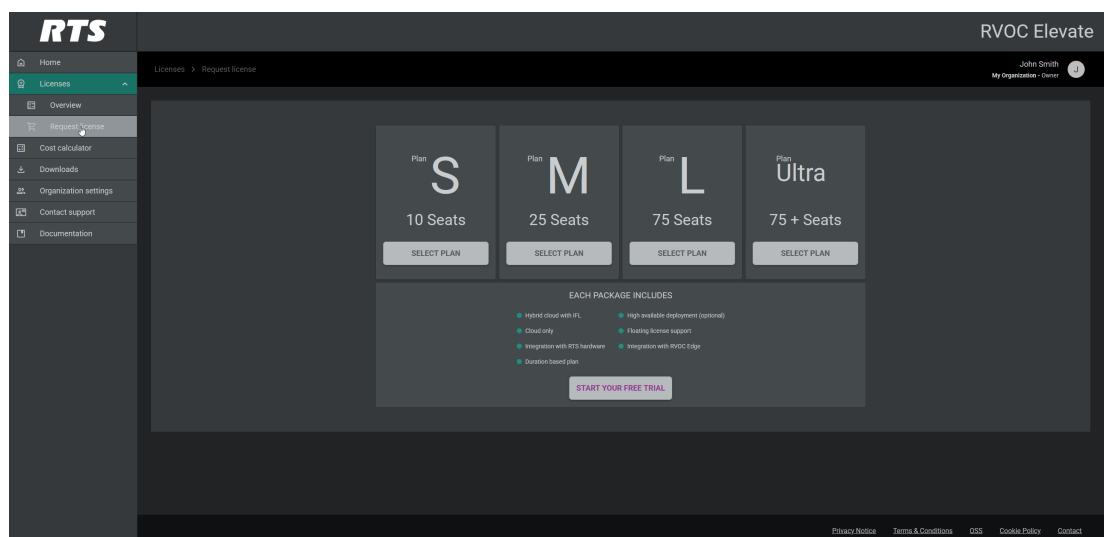 RTS
RVOC Elevate
Home
Licenses
Overview
Request license
Cost calculator
Downloads
Organization settings
Contact support
Documentation
Licenses > Request license
John Smith
My Organization - Owner
J
Plan S
10 Seats
SELECT PLAN
Plan M
25 Seats
SELECT PLAN
Plan L
75 Seats
SELECT PLAN
Plan Ultra
75 + Seats
SELECT PLAN
EACH PACKAGE INCLUDES
Hybrid cloud with IFL
Cloud only
Integration with RTS hardware
Duration based plan
High available deployment (optional)
Floating license support
Integration with RVOC Edge
START YOUR FREE TRIAL
Privacy Notice Terms & Conditions OSS Cookie Policy Contact